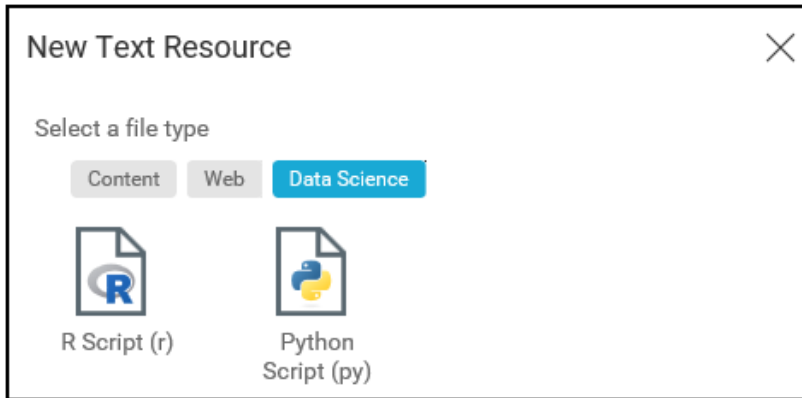 New Text Resource
Select a file type
Content Web Data Science
R
R Script (r) Python
Script (py)